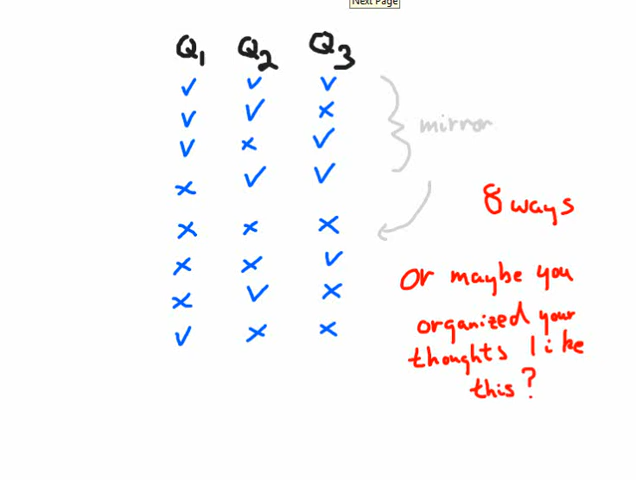 Next Page
Q1 Q2 Q3
✓ ✓ ✓
✓ ✓ ×
✓ × ✓
× ✓ ✓
× × ×
× × ✓
× ✓ ×
✓ × ×
mirror
8 ways
Or maybe you
organized your
thoughts like
this?